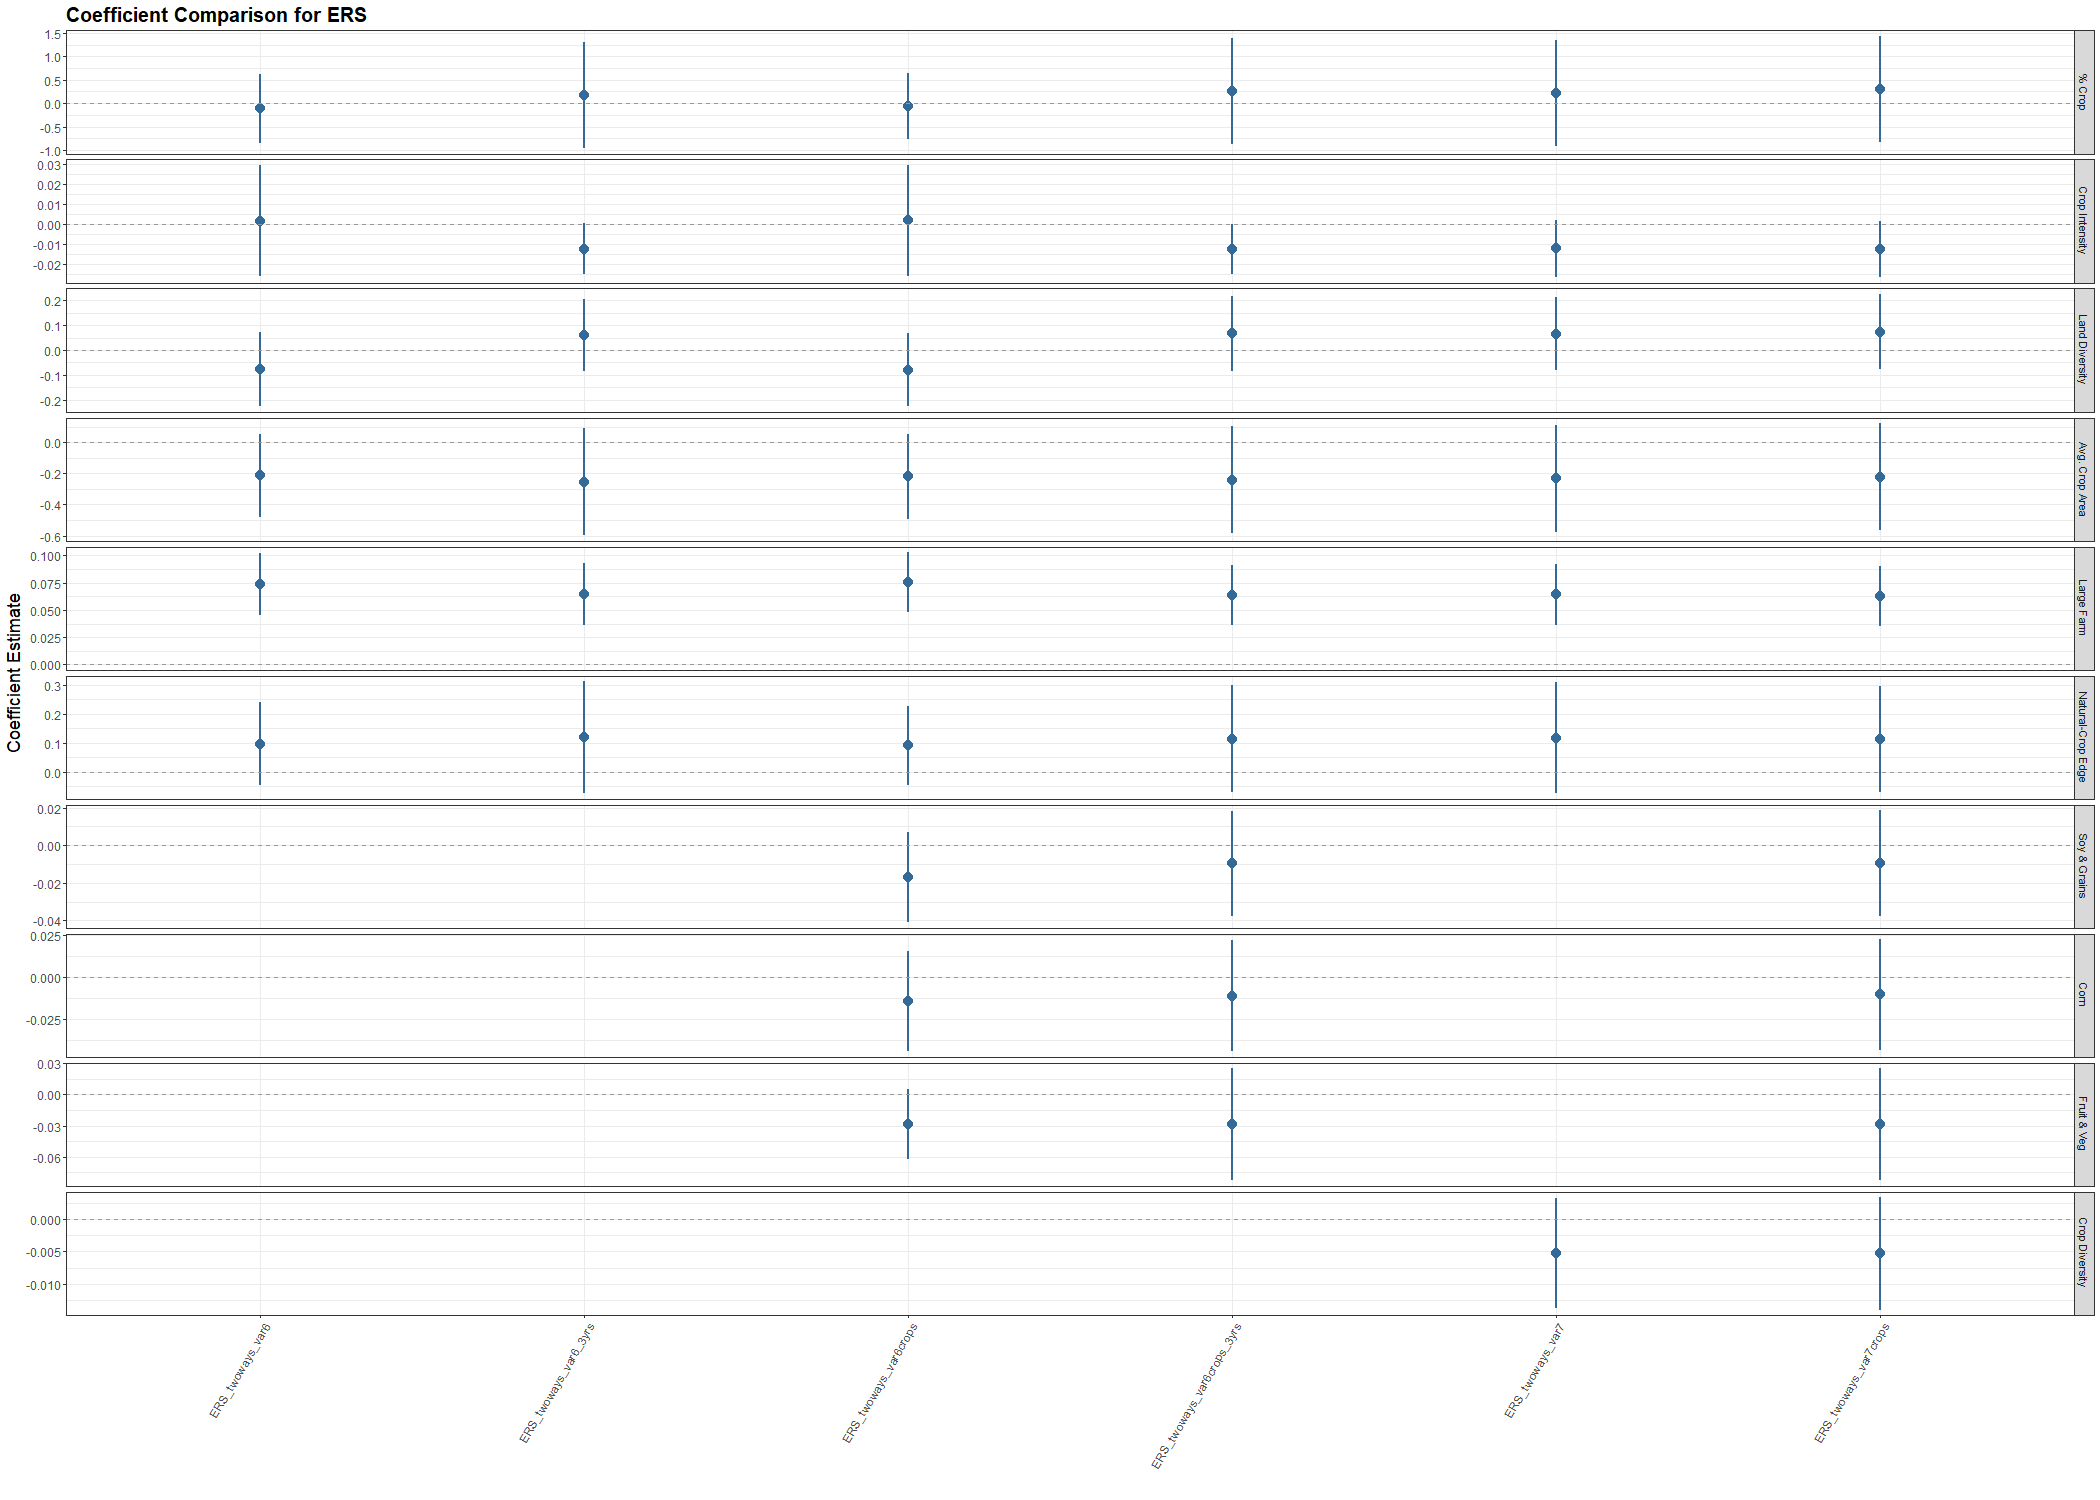 Coefficient Comparison for ERS
Coefficient Estimate
1.5
1.0
0.5
0.0
-0.5
-1.0
% Crop
0.03
0.02
0.01
0.00
-0.01
-0.02
Crop Intensity
0.2
0.1
0.0
-0.1
-0.2
Land Diversity
0.0
-0.2
-0.4
-0.6
Avg. Crop Area
0.100
0.075
0.050
0.025
0.000
Large Farm
0.3
0.2
0.1
0.0
Natural-Crop Edge
0.02
0.00
-0.02
-0.04
Soy & Grains
0.025
0.000
-0.025
Corn
0.03
0.00
-0.03
-0.06
Fruit & Veg
0.000
-0.005
-0.010
Crop Diversity
ERS_twoways_var6
ERS_twoways_var6_3yrs
ERS_twoways_var6crops
ERS_twoways_var6crops_3yrs
ERS_twoways_var7
ERS_twoways_var7crops